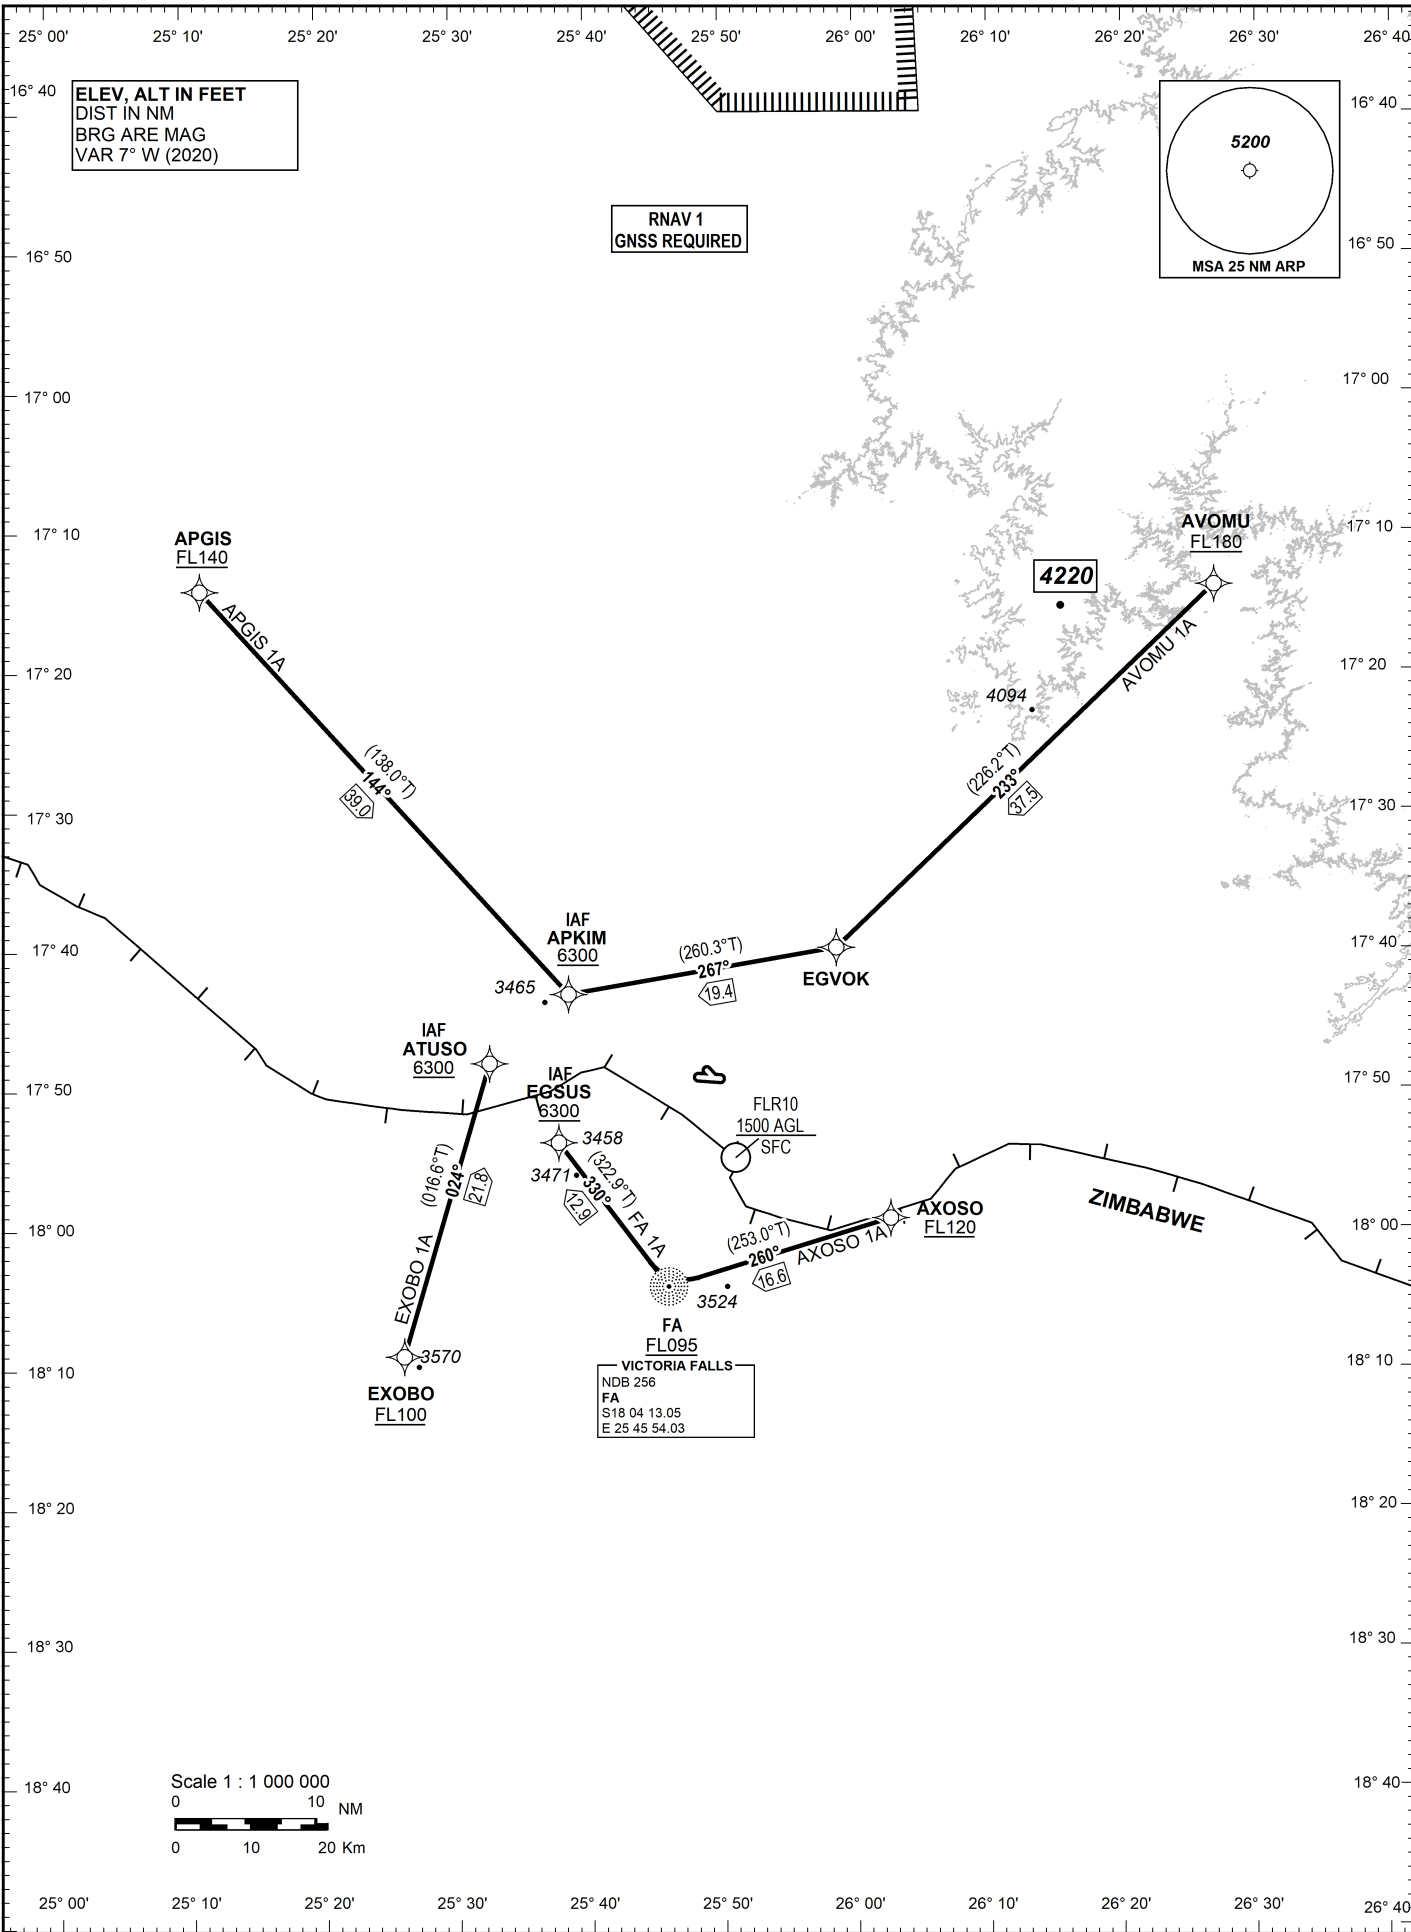 25° 00'
25° 10'
25° 20'
25° 30'
25° 40'
25° 50'
26° 00'
26° 10'
26° 20'
26° 30'
26° 40'
16° 40
ELEV, ALT IN FEET
DIST IN NM
BRG ARE MAG
VAR 7° W (2020)
16° 40
5200
MSA 25 NM ARP
RNAV 1
GNSS REQUIRED
16° 50
16° 50
17° 00
17° 00
17° 10
17° 10
APGIS
FL140
AVOMU
FL180
4220
APGIS 1A
AVOMU 1A
17° 20
17° 20
4094
(138.0°T)
144°
39.0
(226.2°T)
233°
37.5
17° 30
17° 30
IAF
APKIM
6300
3465
(260.3°T)
267°
19.4
EGVOK
17° 40
17° 40
IAF
ATUSO
6300
IAF
EGSUS
6300
17° 50
17° 50
FLR10
1500 AGL
SFC
3458
3471
(322.9°T)
330°
12.9
FA 1A
(016.6°T)
024°
21.8
EXOBO 1A
ZIMBABWE
AXOSO
FL120
(253.0°T)
260°
16.6
AXOSO 1A
18° 00
18° 00
3524
FA
FL095
VICTORIA FALLS
NDB 256
FA
S18 04 13.05
E 25 45 54.03
3570
EXOBO
FL100
18° 10
18° 10
18° 20
18° 20
18° 30
18° 30
18° 40
18° 40
Scale 1 : 1 000 000
0 10 NM
0 10 20 Km
25° 00'
25° 10'
25° 20'
25° 30'
25° 40'
25° 50'
26° 00'
26° 10'
26° 20'
26° 30'
26° 40'